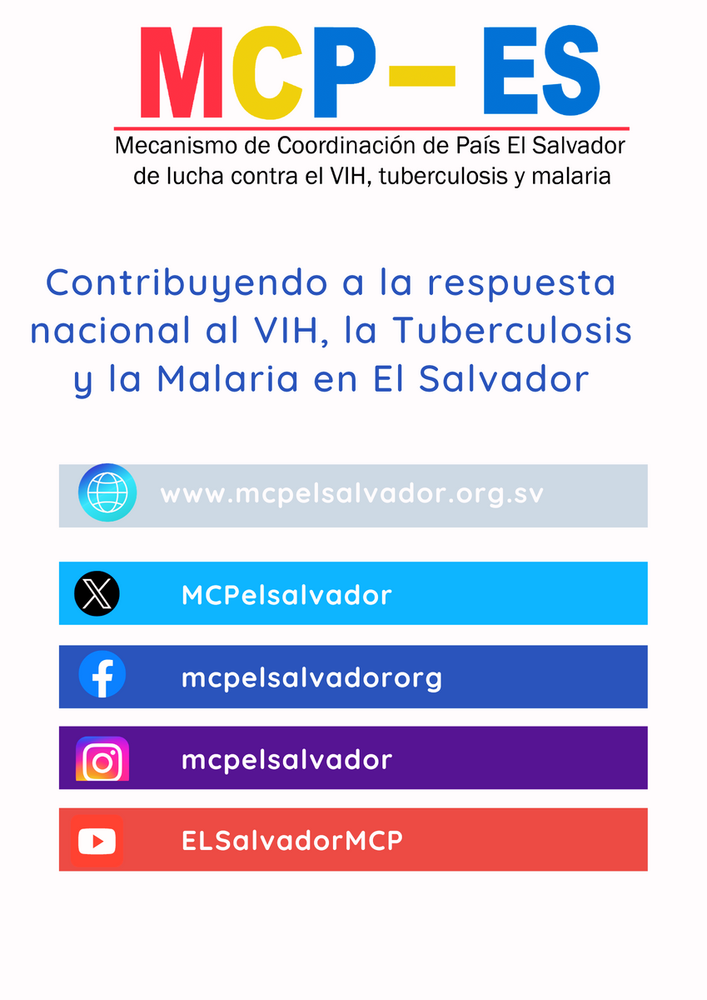 MCP-ES
Mecanismo de Coordinación de País El Salvador
de lucha contra el VIH, tuberculosis y malaria
Contribuyendo a la respuesta
nacional al VIH, la Tuberculosis
y la Malaria en El Salvador
www.mcpelsalvador.org.sv
MCPelsalvador
mcpelsalvadororg
mcpelsalvador
ELSalvadorMCP